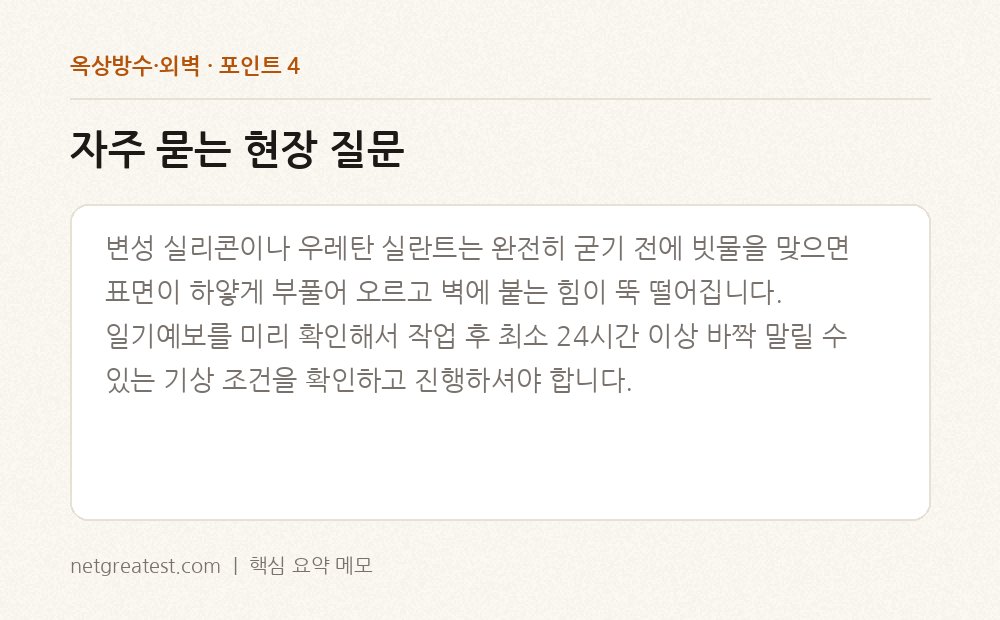 옥상방수·외벽 · 포인트 4
자주 묻는 현장 질문
변성 실리콘이나 우레탄 실란트는 완전히 굳기 전에 빗물을 맞으면
표면이 하얗게 부풀어 오르고 벽에 붙는 힘이 뚝 떨어집니다.
일기예보를 미리 확인해서 작업 후 최소 24시간 이상 바짝 말릴 수
있는 기상 조건을 확인하고 진행하셔야 합니다.
netgreatest.com | 핵심 요약 메모